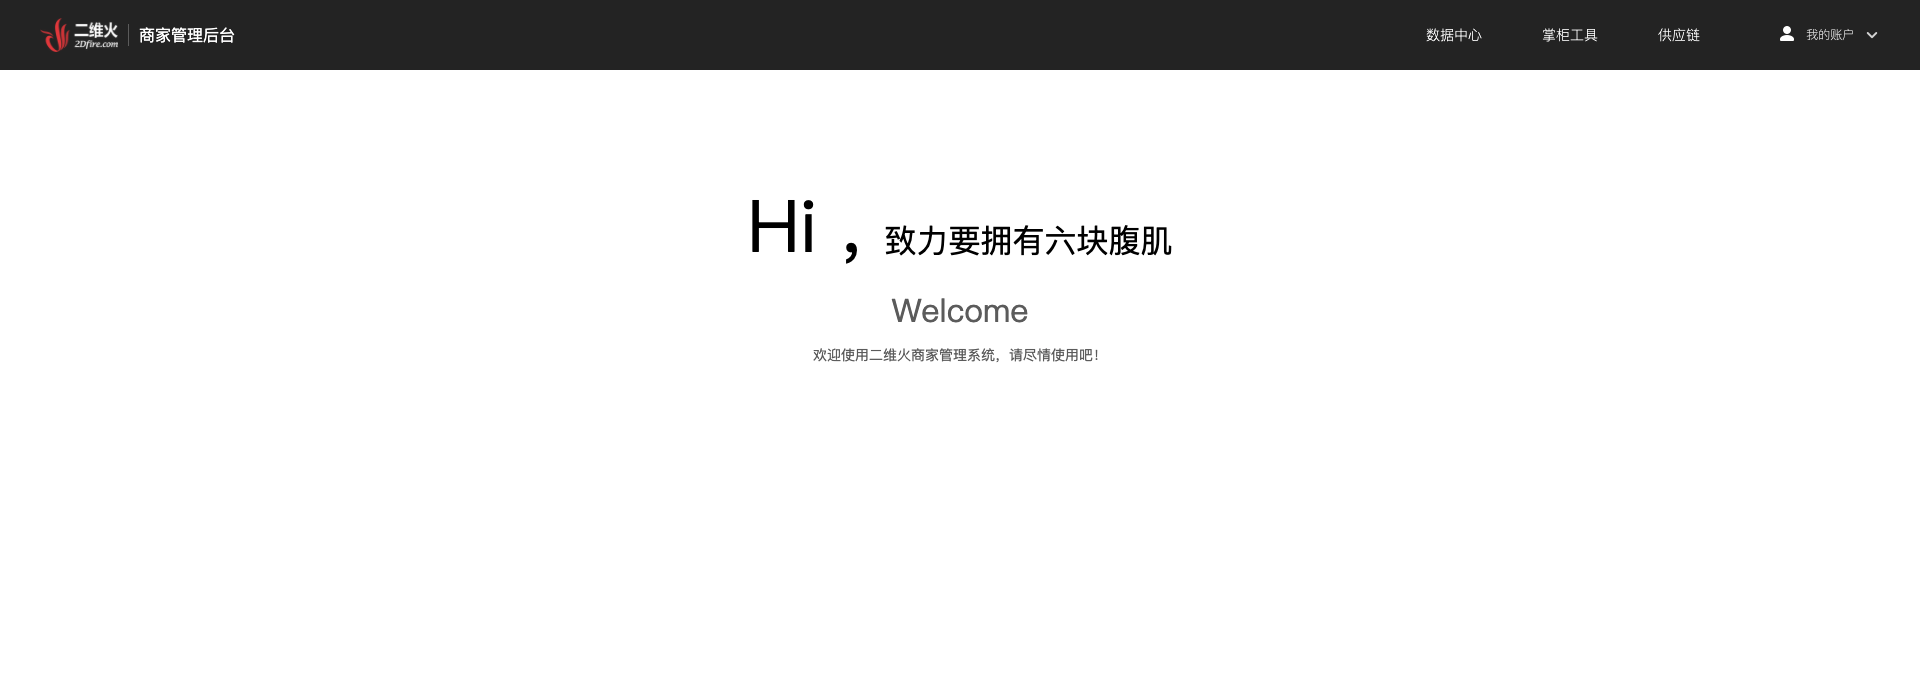 二维火
2Dfire.com
商家管理后台
数据中心
掌柜工具
供应链
我的账户
Hi ，致力要拥有六块腹肌
Welcome
欢迎使用二维火商家管理系统，请尽情使用吧！